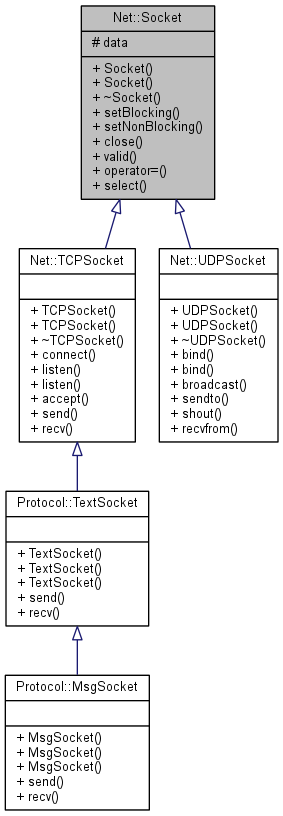 Net::Socket
# data
+ Socket()
+ Socket()
+ ~Socket()
+ setBlocking()
+ setNonBlocking()
+ close()
+ valid()
+ operator=()
+ select()
Net::TCPSocket
+ TCPSocket()
+ TCPSocket()
+ ~TCPSocket()
+ connect()
+ listen()
+ listen()
+ accept()
+ send()
+ recv()
Net::UDPSocket
+ UDPSocket()
+ UDPSocket()
+ ~UDPSocket()
+ bind()
+ bind()
+ broadcast()
+ sendto()
+ shout()
+ recvfrom()
Protocol::TextSocket
+ TextSocket()
+ TextSocket()
+ TextSocket()
+ send()
+ recv()
Protocol::MsgSocket
+ MsgSocket()
+ MsgSocket()
+ MsgSocket()
+ send()
+ recv()